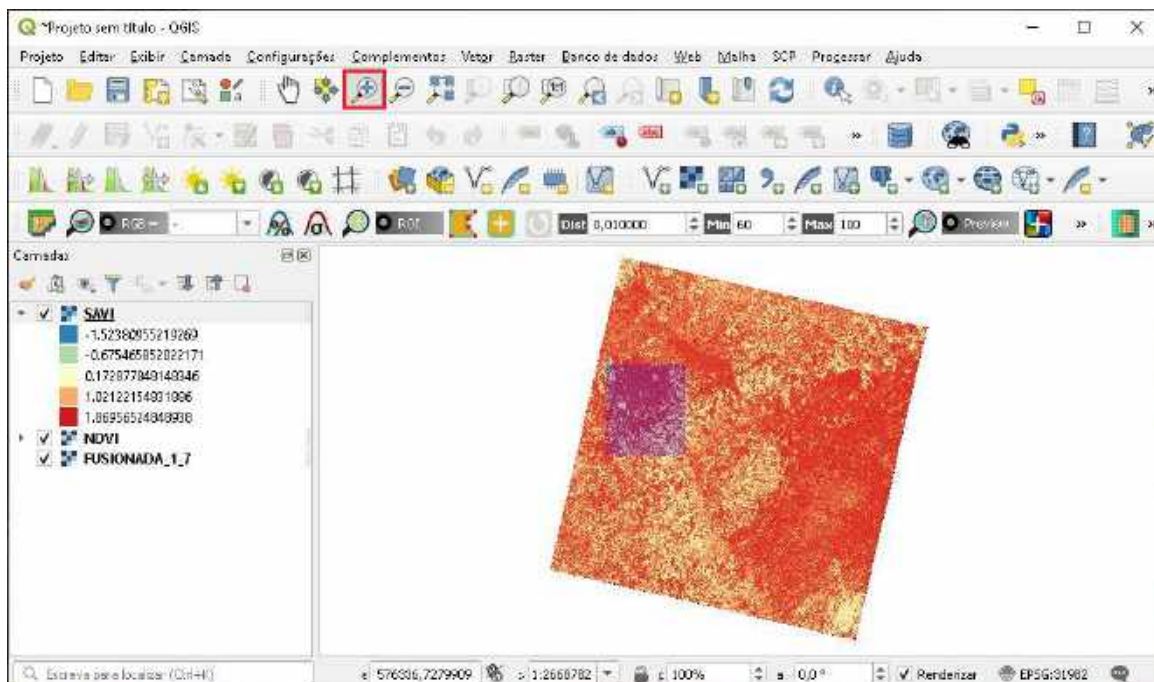 *Projeto sem título - QGIS
Projeto Editar Exibir Camada Configurações Complementos Vetor Raster Banco de dados Web Malha SCP Processar Ajuda
RGB = -
ROI
Dist 0,010000
Min 60
Max 100
Preview
Camadas
SAVI
-1.52380955219269
-0.675465852022171
0.172877848148346
1.02122154831886
1.86956524848938
NDVI
FUSIONADA_1_7
Escreva para localizar (Ctrl+K)
576336,7279909
1:2668782
100%
0,0 °
Renderizar
EPSG:31982